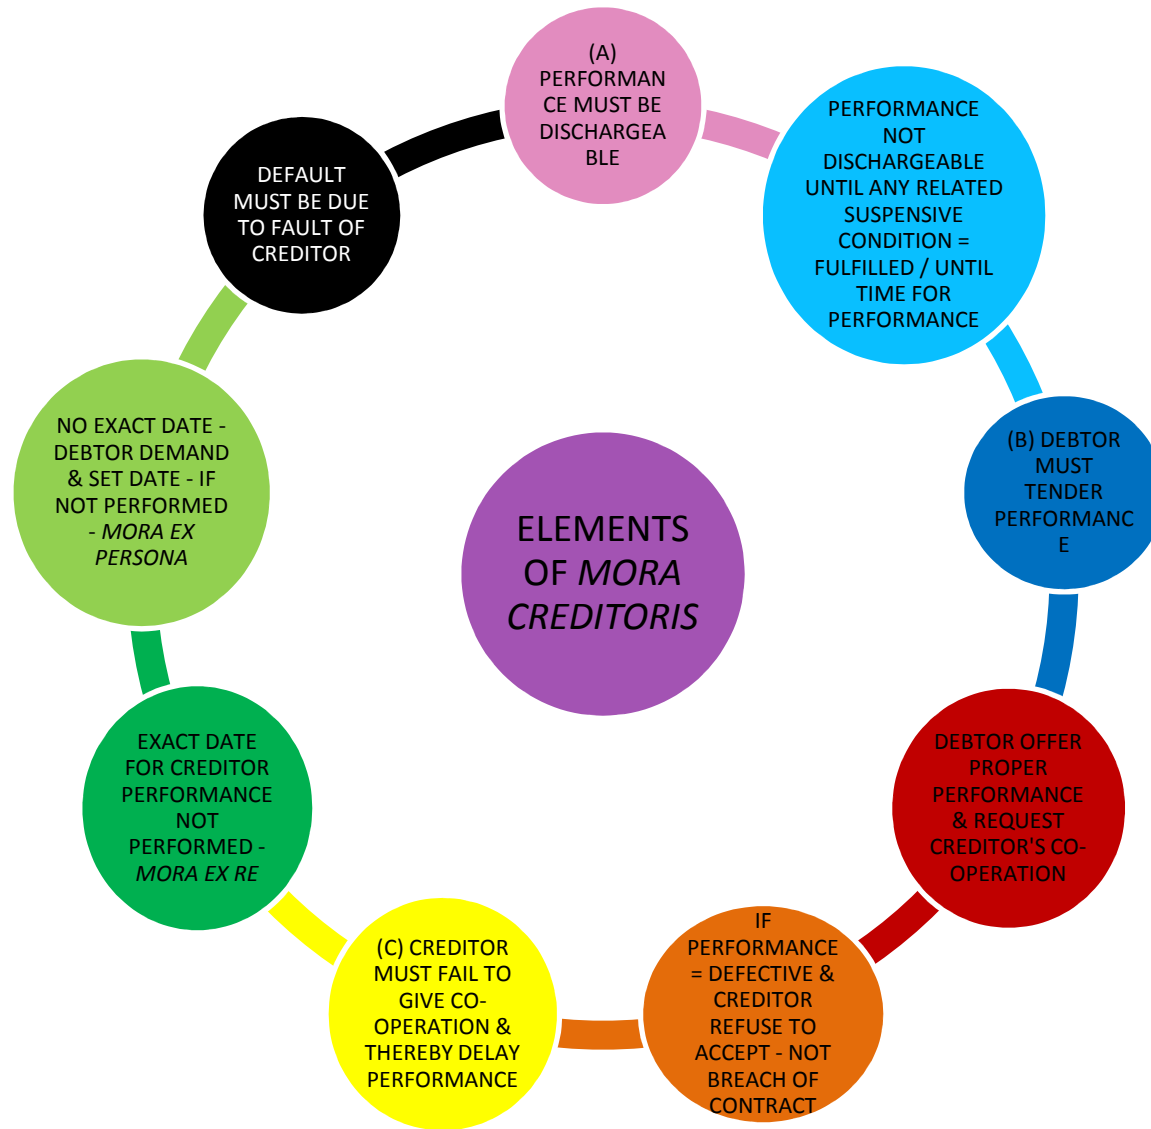 (A)
PERFORMAN
CE MUST BE
DISCHARGEA
BLE
PERFORMANCE
NOT
DISCHARGEABLE
UNTIL ANY RELATED
SUSPENSIVE
CONDITION =
FULFILLED / UNTIL
TIME FOR
PERFORMANCE
(B) DEBTOR
MUST
TENDER
PERFORMANC
E
DEBTOR OFFER
PROPER
PERFORMANCE
& REQUEST
CREDITOR'S CO-
OPERATION
IF
PERFORMANCE
= DEFECTIVE &
CREDITOR
REFUSE TO
ACCEPT - NOT
BREACH OF
CONTRACT
(C) CREDITOR
MUST FAIL TO
GIVE CO-
OPERATION &
THEREBY DELAY
PERFORMANCE
EXACT DATE
FOR CREDITOR
PERFORMANCE
NOT
PERFORMED -
MORA EX RE
NO EXACT DATE -
DEBTOR DEMAND
& SET DATE - IF
NOT PERFORMED
- MORA EX
PERSONA
DEFAULT
MUST BE DUE
TO FAULT OF
CREDITOR
ELEMENTS
OF MORA
CREDITORIS